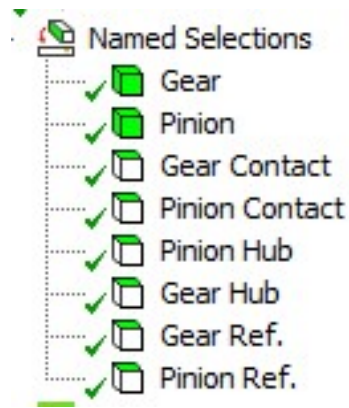 Named Selections
Gear
Pinion
Gear Contact
Pinion Contact
Pinion Hub
Gear Hub
Gear Ref.
Pinion Ref.